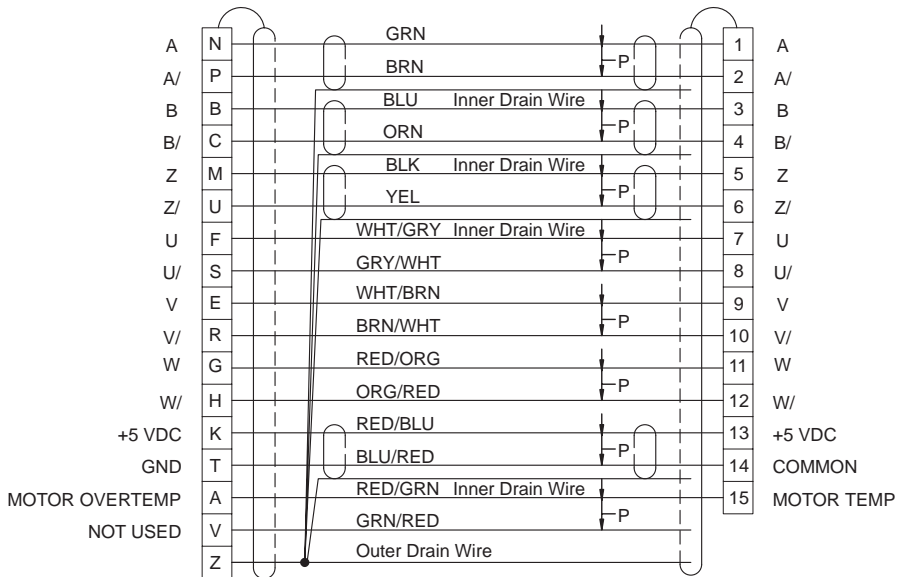 A N GRN 1 A
A/ P BRN P 2 A/
B B BLU Inner Drain Wire 3 B
B/ C ORN P 4 B/
Z M BLK Inner Drain Wire 5 Z
Z/ U YEL P 6 Z/
U F WHT/GRY Inner Drain Wire 7 U
U/ S GRY/WHT P 8 U/
V E WHT/BRN 9 V
V/ R BRN/WHT P 10 V/
W G RED/ORG 11 W
W/ H ORG/RED P 12 W/
+5 VDC K RED/BLU 13 +5 VDC
GND T BLU/RED P 14 COMMON
MOTOR OVERTEMP A RED/GRN Inner Drain Wire 15 MOTOR TEMP
NOT USED V GRN/RED P
Z Outer Drain Wire